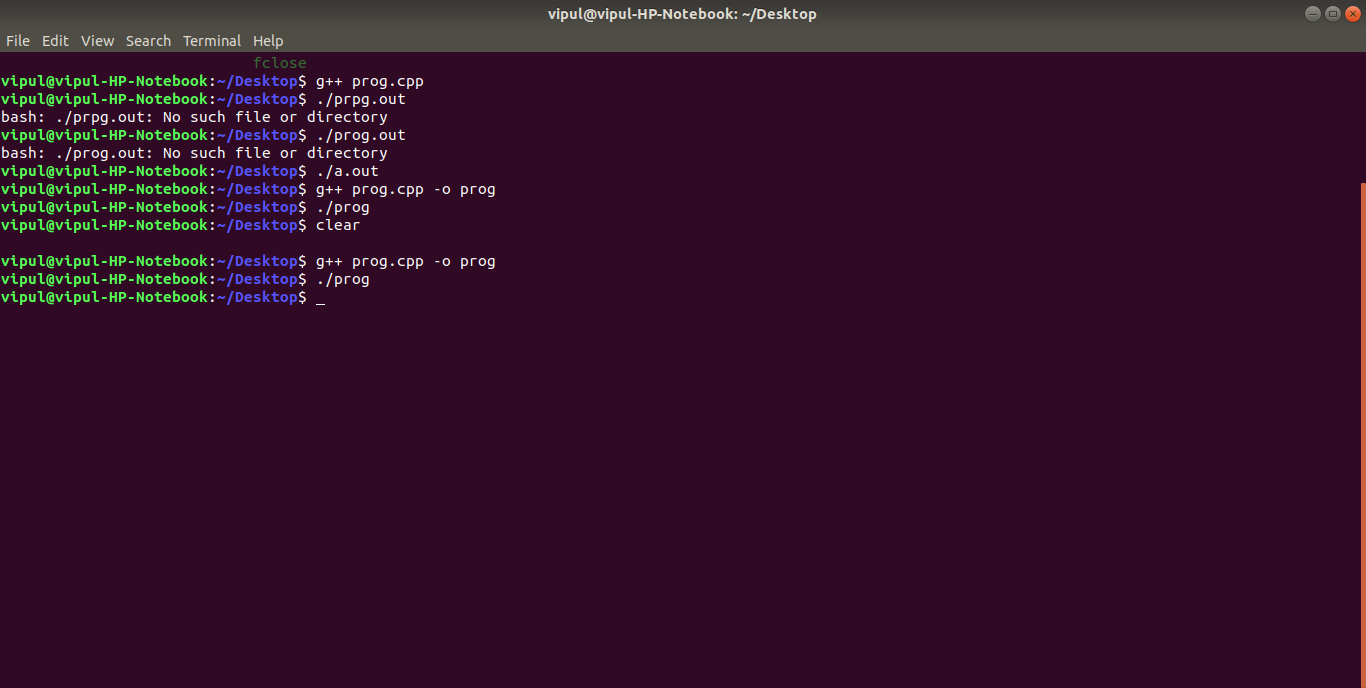 vipul@vipul-HP-Notebook: ~/Desktop
File Edit View Search Terminal Help
fclose
vipul@vipul-HP-Notebook:~/Desktop$ g++ prog.cpp
vipul@vipul-HP-Notebook:~/Desktop$ ./prpg.out
bash: ./prpg.out: No such file or directory
vipul@vipul-HP-Notebook:~/Desktop$ ./prog.out
bash: ./prog.out: No such file or directory
vipul@vipul-HP-Notebook:~/Desktop$ ./a.out
vipul@vipul-HP-Notebook:~/Desktop$ g++ prog.cpp -o prog
vipul@vipul-HP-Notebook:~/Desktop$ ./prog
vipul@vipul-HP-Notebook:~/Desktop$ clear
vipul@vipul-HP-Notebook:~/Desktop$ g++ prog.cpp -o prog
vipul@vipul-HP-Notebook:~/Desktop$ ./prog
vipul@vipul-HP-Notebook:~/Desktop$ _